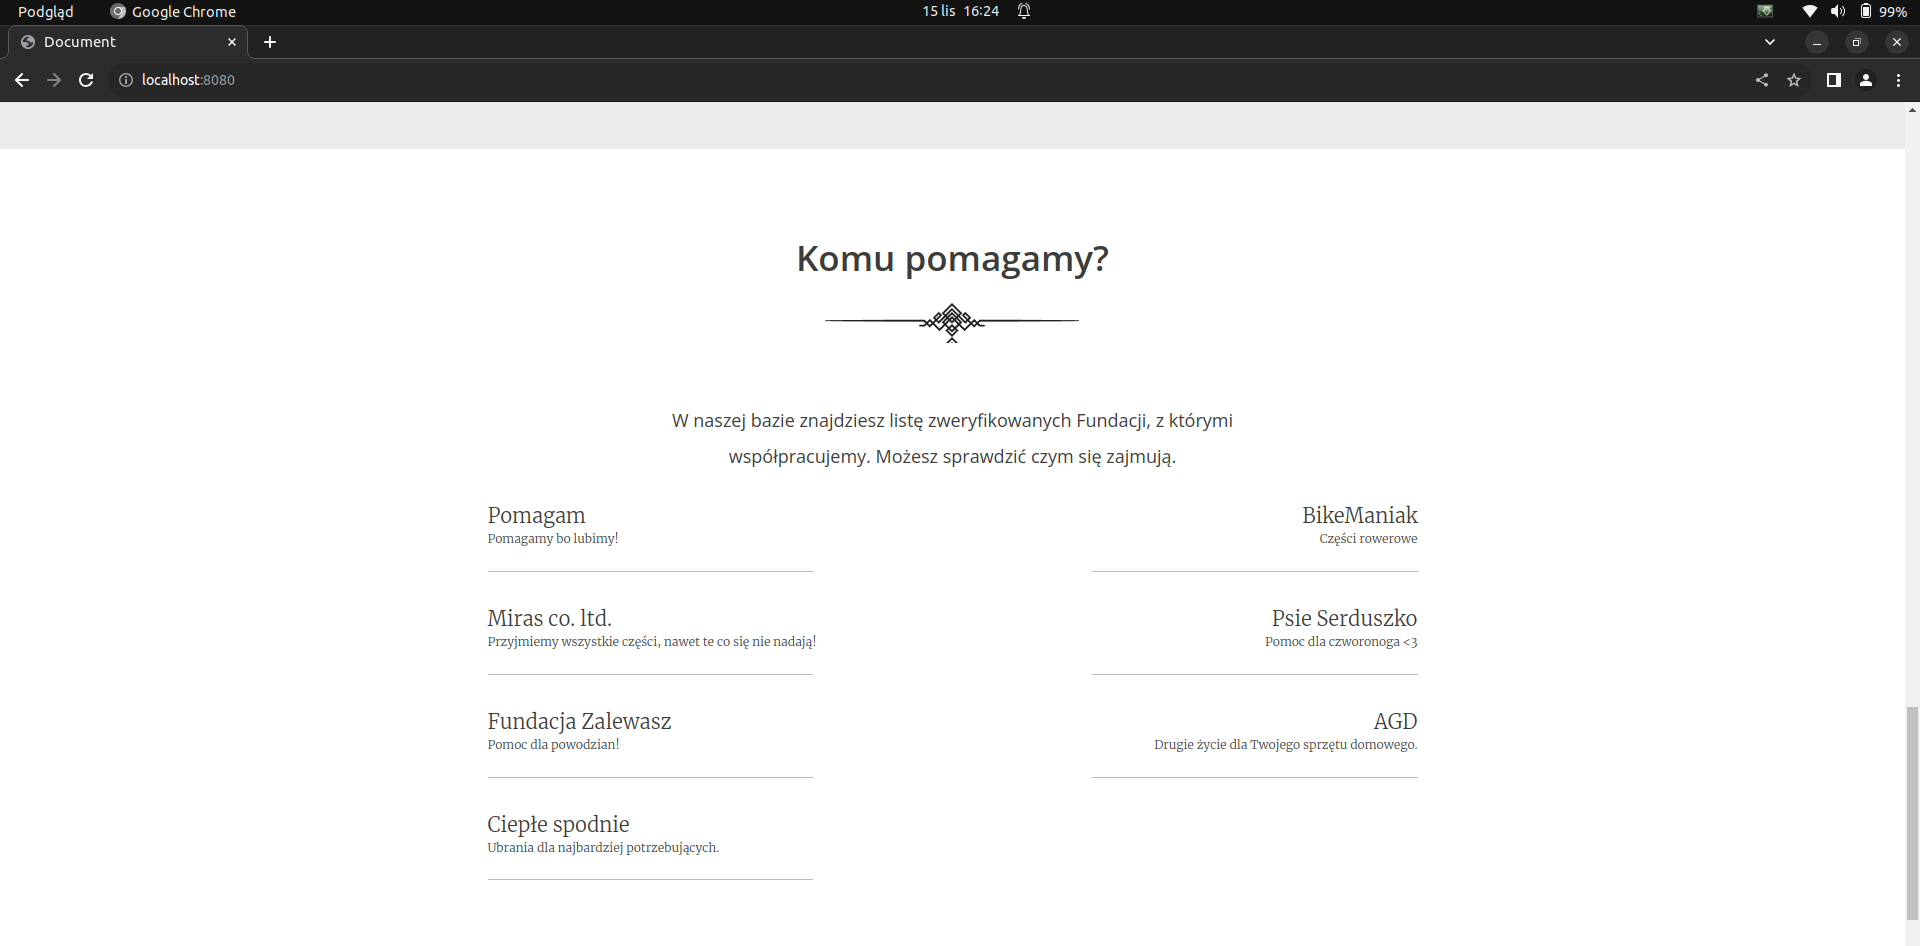 Podgląd
Google Chrome
15 lis 16:24
99%
Document
localhost:8080
Komu pomagamy?
W naszej bazie znajdziesz listę zweryfikowanych Fundacji, z którymi
współpracujemy. Możesz sprawdzić czym się zajmują.
Pomagam
Pomagamy bo lubimy!
BikeManiak
Części rowerowe
Miras co. ltd.
Przyjmiemy wszystkie części, nawet te co się nie nadają!
Psie Serduszko
Pomoc dla czworonoga <3
Fundacja Zalewasz
Pomoc dla powodzian!
AGD
Drugie życie dla Twojego sprzętu domowego.
Ciepłe spodnie
Ubrania dla najbardziej potrzebujących.